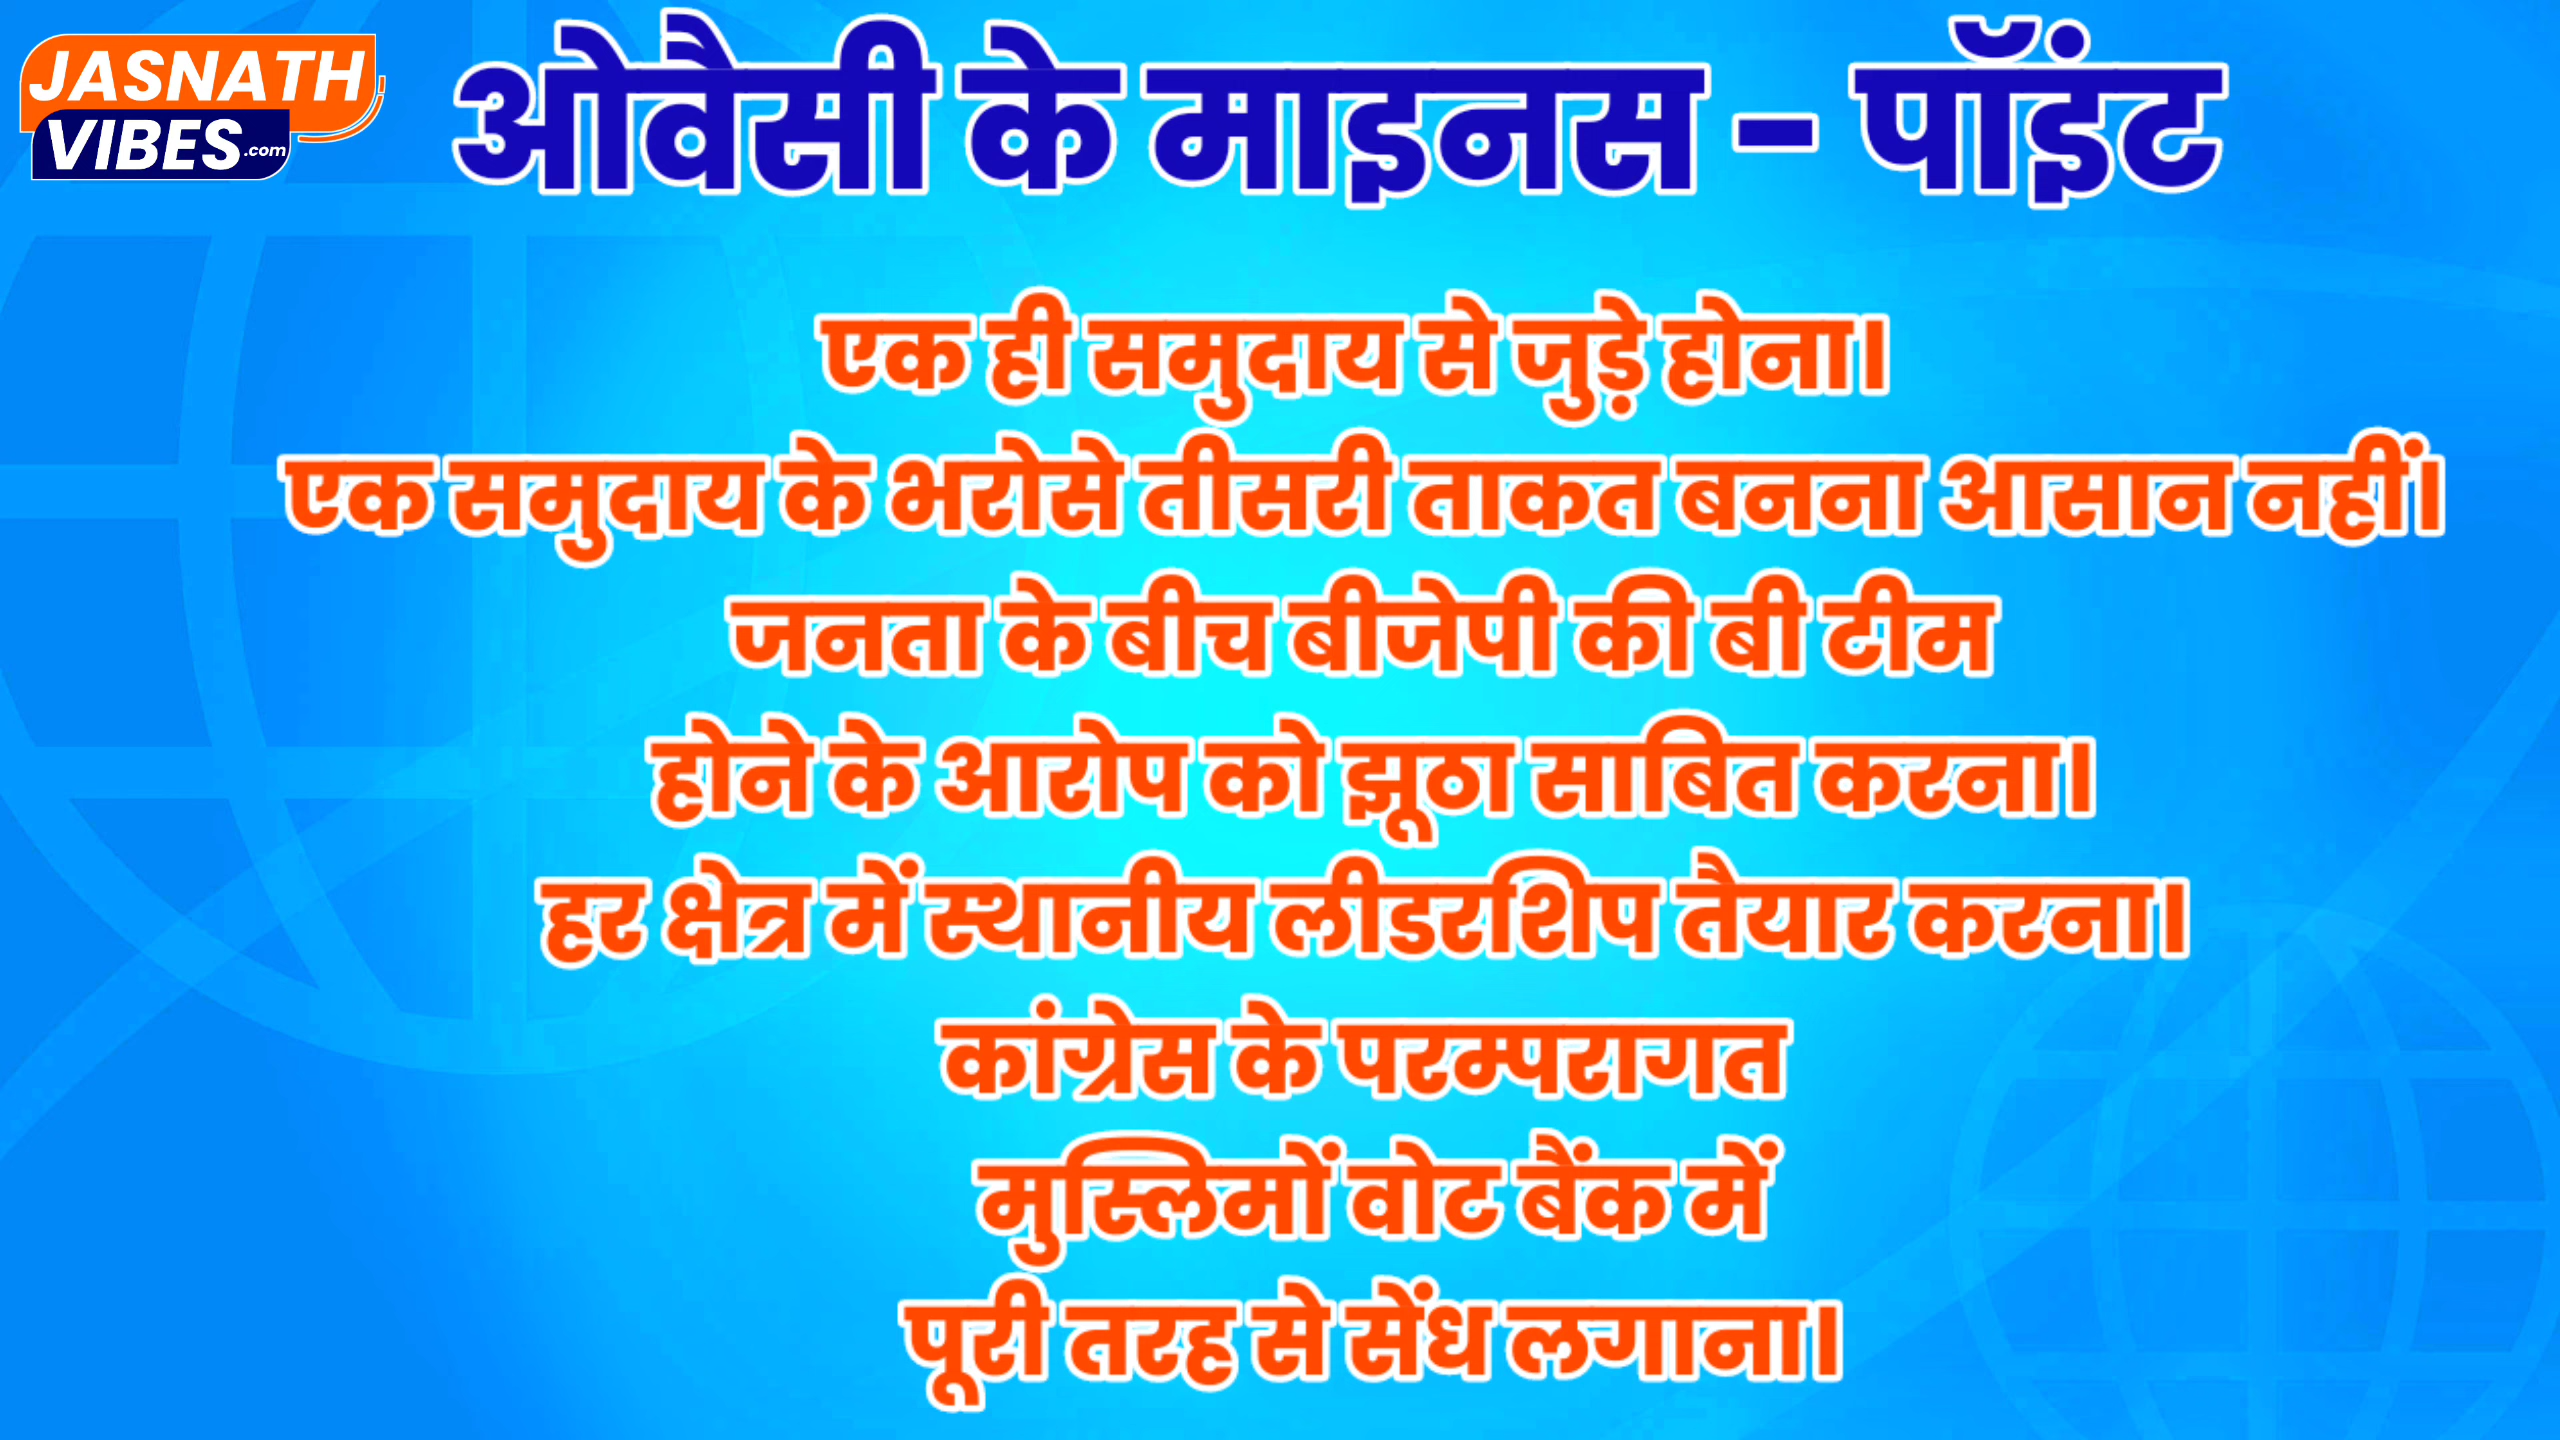 JASNATH
VIBES.com
ओवैसी के माइनस - पॉइंट
एक ही समुदाय से जुड़े होना।
एक समुदाय के भरोसे तीसरी ताकत बनना आसान नहीं।
जनता के बीच बीजेपी की बी टीम
होने के आरोप को झूठा साबित करना।
हर क्षेत्र में स्थानीय लीडरशिप तैयार करना।
कांग्रेस के परम्परागत
मुस्लिमों वोट बैंक में
पूरी तरह से सेंध लगाना।